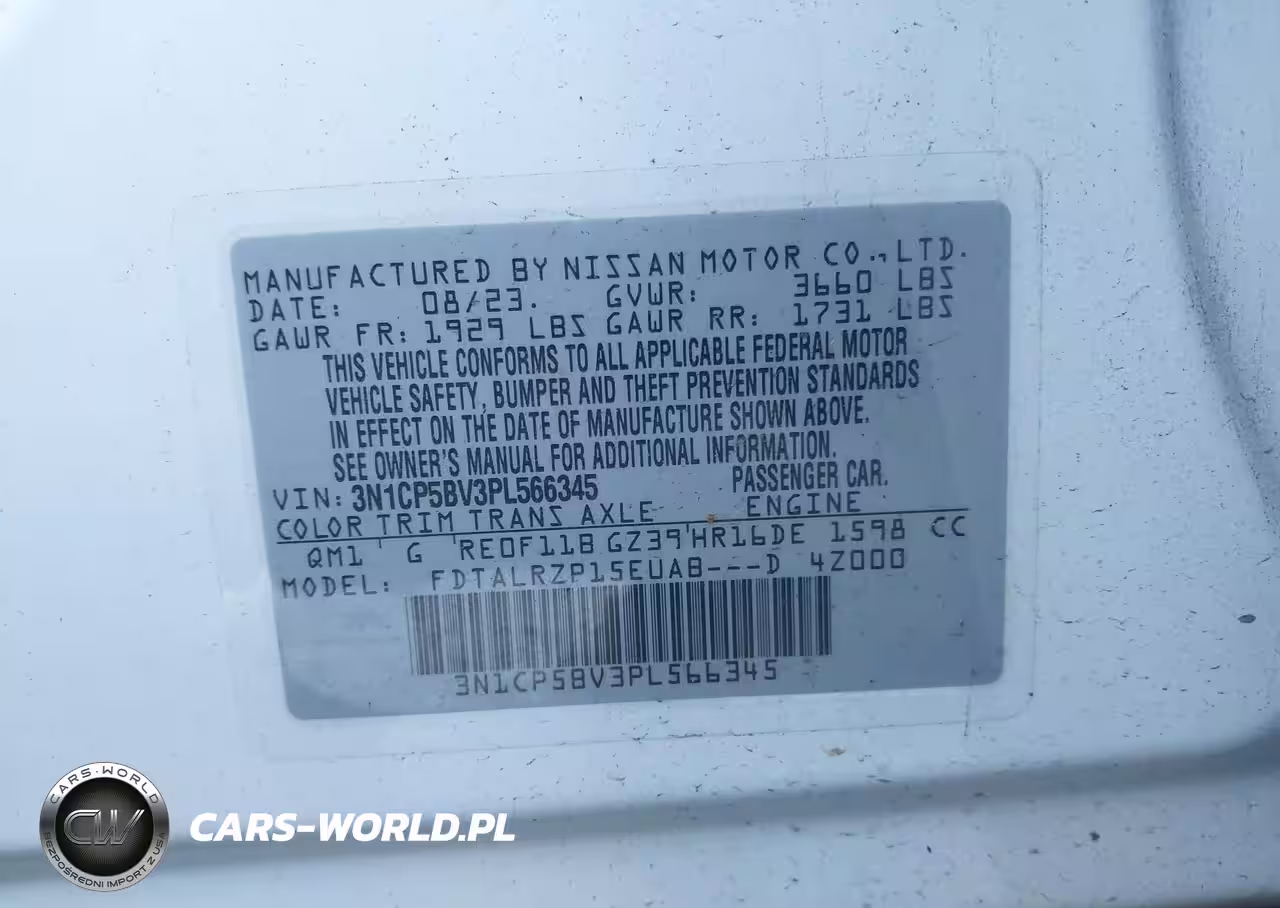 MANUFACTURED BY NISSAN MOTOR CO., LTD.
DATE: 08/23. GVWR: 3660 LBS
GAWR FR: 1929 LBS GAWR RR: 1731 LBS
THIS VEHICLE CONFORMS TO ALL APPLICABLE FEDERAL MOTOR
VEHICLE SAFETY, BUMPER AND THEFT PREVENTION STANDARDS
IN EFFECT ON THE DATE OF MANUFACTURE SHOWN ABOVE.
SEE OWNER'S MANUAL FOR ADDITIONAL INFORMATION.
VIN: 3N1CP5BV3PL566345 PASSENGER CAR.
COLOR TRIM TRANS AXLE ENGINE
QM1 G RE0F11B GZ39 HR16DE 1598 CC
MODEL: FDTALRZP15EUAB---D 4Z000
3N1CP5BV3PL566345
CARS-WORLD
CW
BEZPOŚREDNI IMPORT Z USA
CARS-WORLD.PL